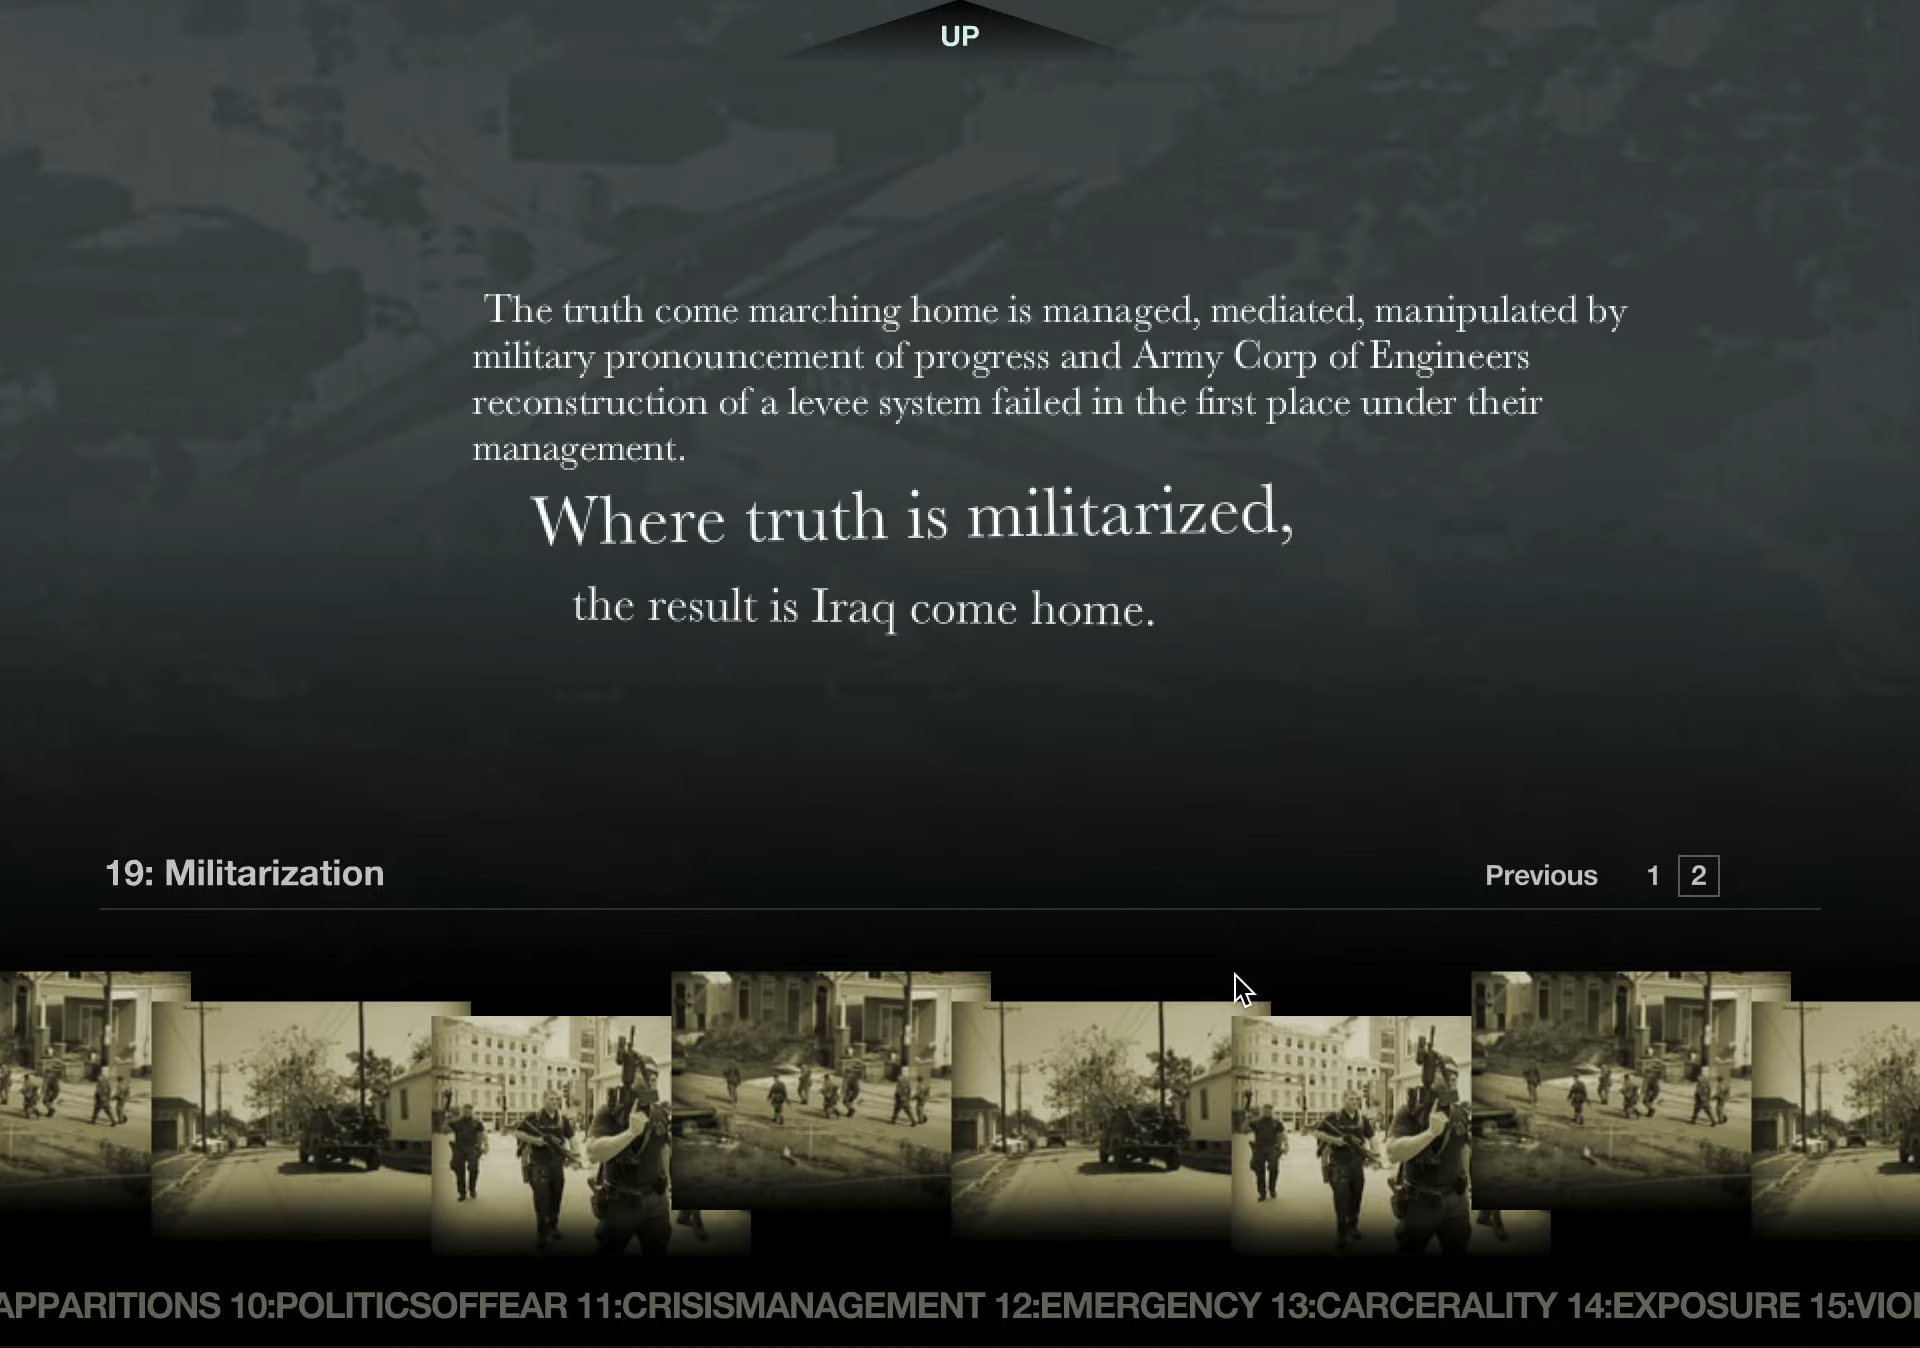 UP
The truth come marching home is managed, mediated, manipulated by
military pronouncement of progress and Army Corp of Engineers
reconstruction of a levee system failed in the first place under their
management.
Where truth is militarized,
the result is Iraq come home.
19: Militarization
Previous 1 2
APPARITIONS 10:POLITICSOFFEAR 11:CRISISMANAGEMENT 12:EMERGENCY 13:CARCERALITY 14:EXPOSURE 15: